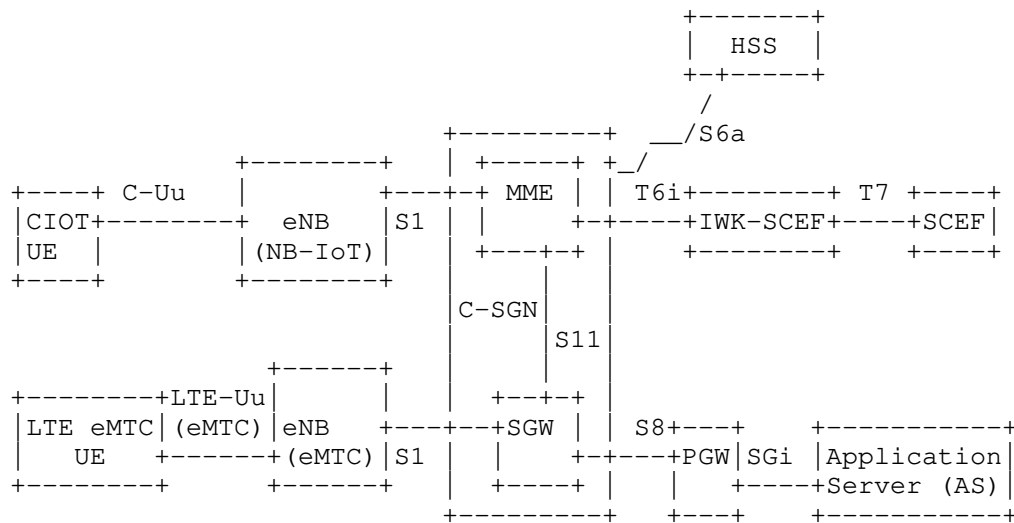 HSS
S6a
C-Uu MME T6i T7
CIOT eNB S1 IWK-SCEF SCEF
UE (NB-IoT)
C-SGN
S11
LTE-Uu
LTE eMTC (eMTC) eNB SGW S8
UE (eMTC) S1 PGW SGi Application
Server (AS)